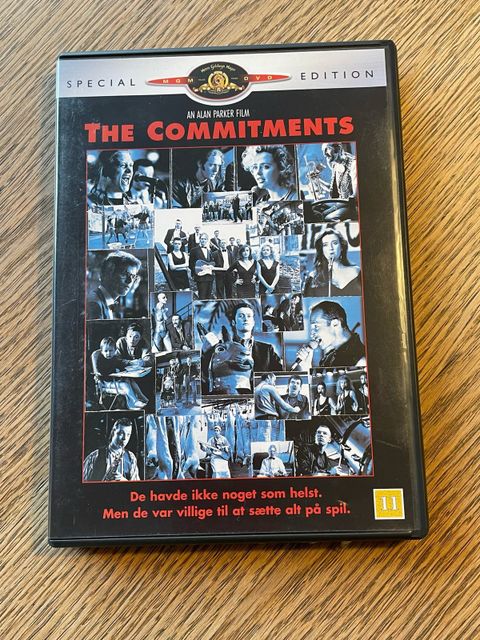 SPECIAL MGM DVD EDITION
AN ALAN PARKER FILM
THE COMMITMENTS
De havde ikke noget som helst.
Men de var villige til at sætte alt på spil.
11